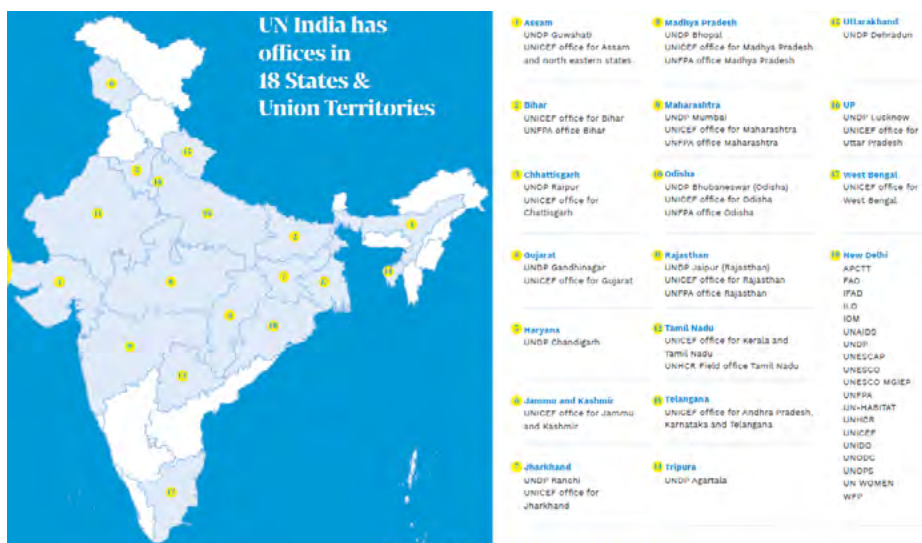 UN India has
offices in
18 States &
Union Territories
1 Assam
UNDP Guwahati
UNICEF office for Assam
and north eastern states
2 Bihar
UNICEF office for Bihar
UNFPA office Bihar
3 Chhattisgarh
UNDP Raipur
UNICEF office for
Chattisgarh
4 Gujarat
UNDP Gandhinagar
UNICEF office for Gujarat
5 Haryana
UNDP Chandigarh
6 Jammu and Kashmir
UNICEF office for Jammu
and Kashmir
7 Jharkhand
UNDP Ranchi
UNICEF office for
Jharkhand
Madhya Pradesh
UNDP Bhopal
UNICEF office for Madhya Pradesh
UNFPA office Madhya Pradesh
9 Maharashtra
UNDP Mumbai
UNICEF office for Maharashtra
UNFPA office Maharashtra
10 Odisha
UNDP Bhubaneswar (Odisha)
UNICEF office for Odisha
UNFPA office Odisha
11 Rajasthan
UNDP Jaipur (Rajasthan)
UNICEF office for Rajasthan
UNFPA office Rajasthan
12 Tamil Nadu
UNICEF office for Kerala and
Tamil Nadu
UNHCR Field office Tamil Nadu
Telangana
UNICEF office for Andhra Pradesh,
Karnataka and Telangana
Tripura
UNDP Agartala
15 Uttarakhand
UNDP Dehradun
16 UP
UNDP Lucknow
UNICEF office for
Uttar Pradesh
17 West Bengal
UNICEF office for
West Bengal
New Delhi
APCTT
FAO
IFAD
ILO
IOM
UNAIDS
UNDP
UNESCAP
UNESCO
UNESCO MGIEP
UNFPA
UN-HABITAT
UNHCR
UNICEF
UNIDO
UNODC
UNOPS
UN WOMEN
WFP